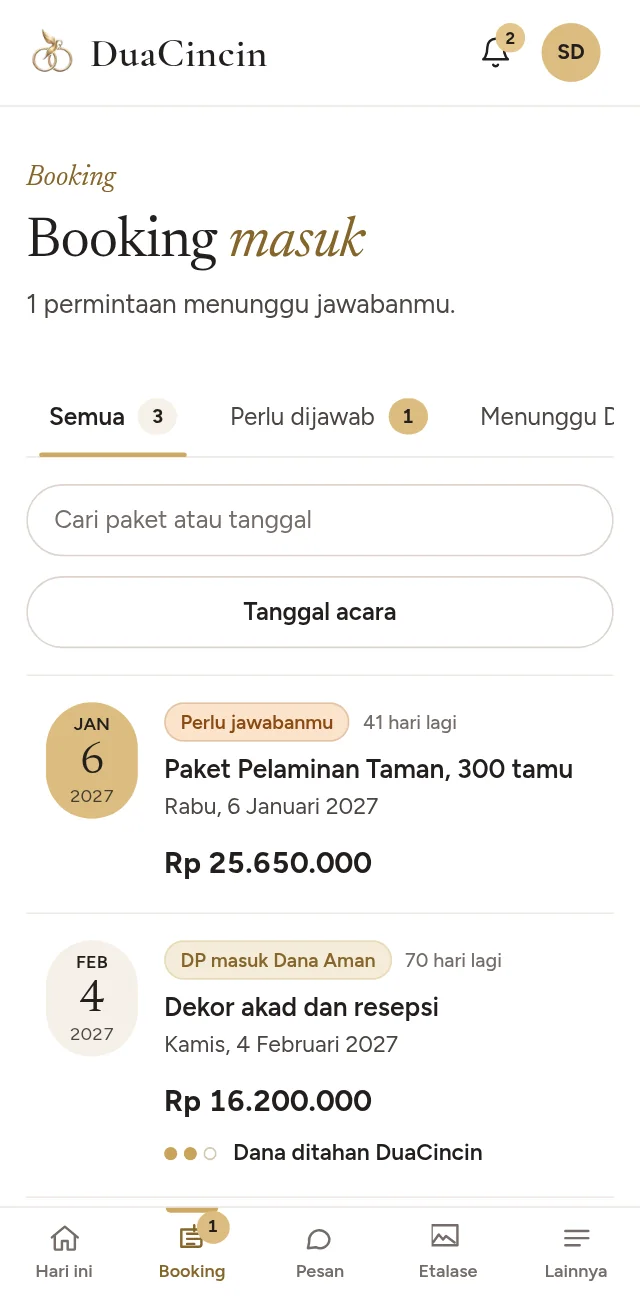 DuaCincin
2
SD
Booking
Booking masuk
1 permintaan menunggu jawabanmu.
Semua 3 Perlu dijawab 1 Menunggu D
Cari paket atau tanggal
Tanggal acara
JAN
6
2027
Perlu jawabanmu 41 hari lagi
Paket Pelaminan Taman, 300 tamu
Rabu, 6 Januari 2027
Rp 25.650.000
FEB
4
2027
DP masuk Dana Aman 70 hari lagi
Dekor akad dan resepsi
Kamis, 4 Februari 2027
Rp 16.200.000
Dana ditahan DuaCincin
1
Hari ini Booking Pesan Etalase Lainnya